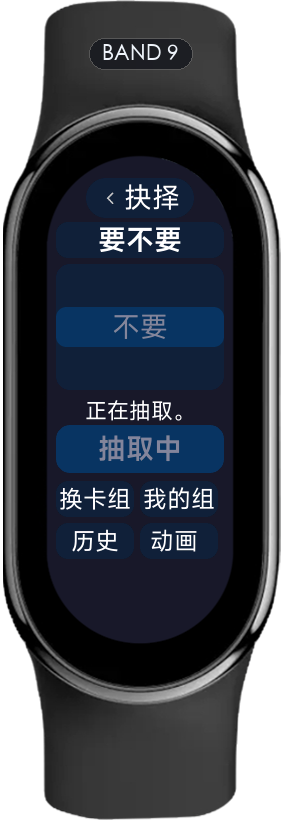 BAND 9
< 抉择
要不要
不要
正在抽取。
抽取中
换卡组 我的组
历史 动画